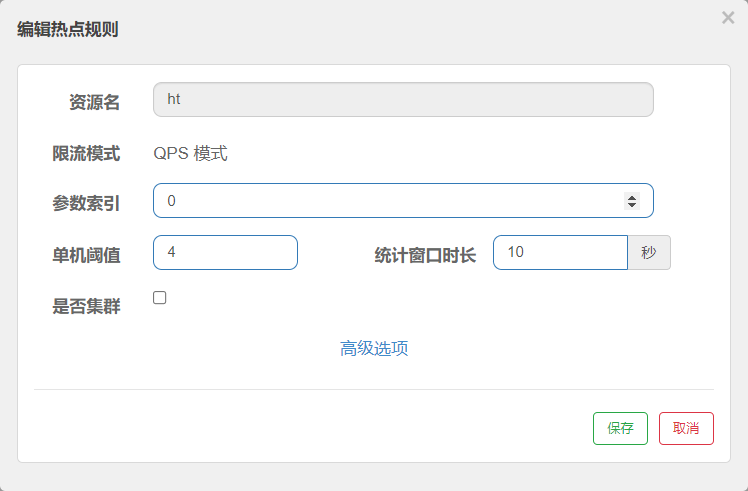 编辑热点规则
×
资源名 ht
限流模式 QPS 模式
参数索引 0
单机阈值 4 统计窗口时长 10 秒
是否集群
高级选项
保存 取消